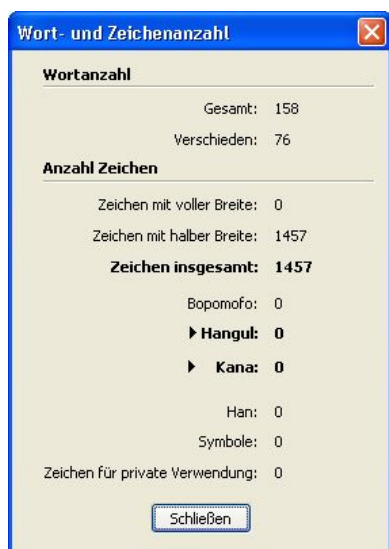 Wort- und Zeichenanzahl
Wortanzahl
Gesamt: 158
Verschieden: 76
Anzahl Zeichen
Zeichen mit voller Breite: 0
Zeichen mit halber Breite: 1457
Zeichen insgesamt: 1457
Bopomofo: 0
Hangul: 0
Kana: 0
Han: 0
Symbole: 0
Zeichen für private Verwendung: 0
Schließen